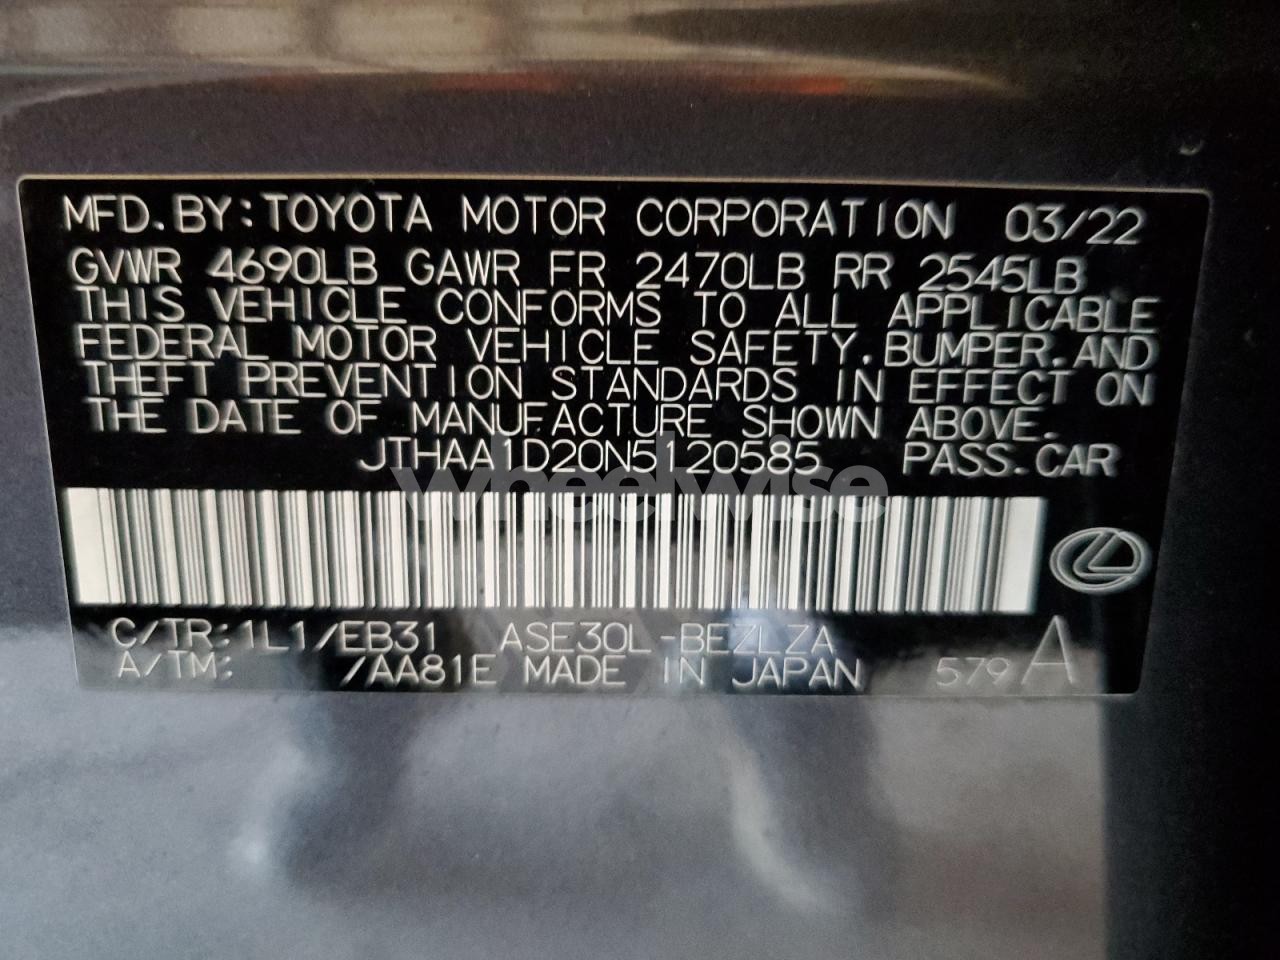 MFD.BY:TOYOTA MOTOR CORPORATION 03/22
GVWR 4690LB GAWR FR 2470LB RR 2545LB
THIS VEHICLE CONFORMS TO ALL APPLICABLE
FEDERAL MOTOR VEHICLE SAFETY,BUMPER,AND
THEFT PREVENTION STANDARDS IN EFFECT ON
THE DATE OF MANUFACTURE SHOWN ABOVE.
JTHAA1D20N5120585 PASS.CAR
wheelwise
C/TR:1L1/EB31 ASE30L-BEZLZA
A/TM: /AA81E MADE IN JAPAN 579 A